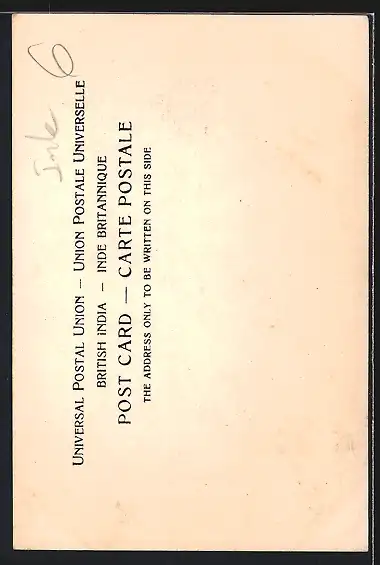 UNIVERSAL POSTAL UNION — UNION POSTALE UNIVERSELLE
BRITISH INDIA — INDE BRITANNIQUE
POST CARD — CARTE POSTALE
THE ADDRESS ONLY TO BE WRITTEN ON THIS SIDE
6